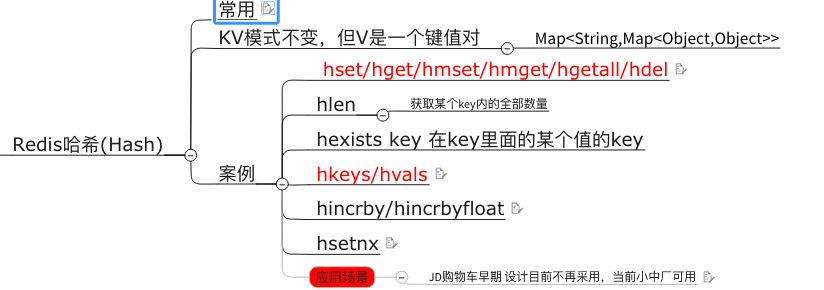 常用
KV模式不变，但V是一个键值对
Map<String,Map<Object,Object>>
hset/hget/hmset/hmget/hgetall/hdel
hlen
获取某个key内的全部数量
Redis哈希(Hash)
hexists key 在key里面的某个值的key
案例
hkeys/hvals
hincrby/hincrbyfloat
hsetnx
应用场景
JD购物车早期 设计目前不再采用，当前小中厂可用